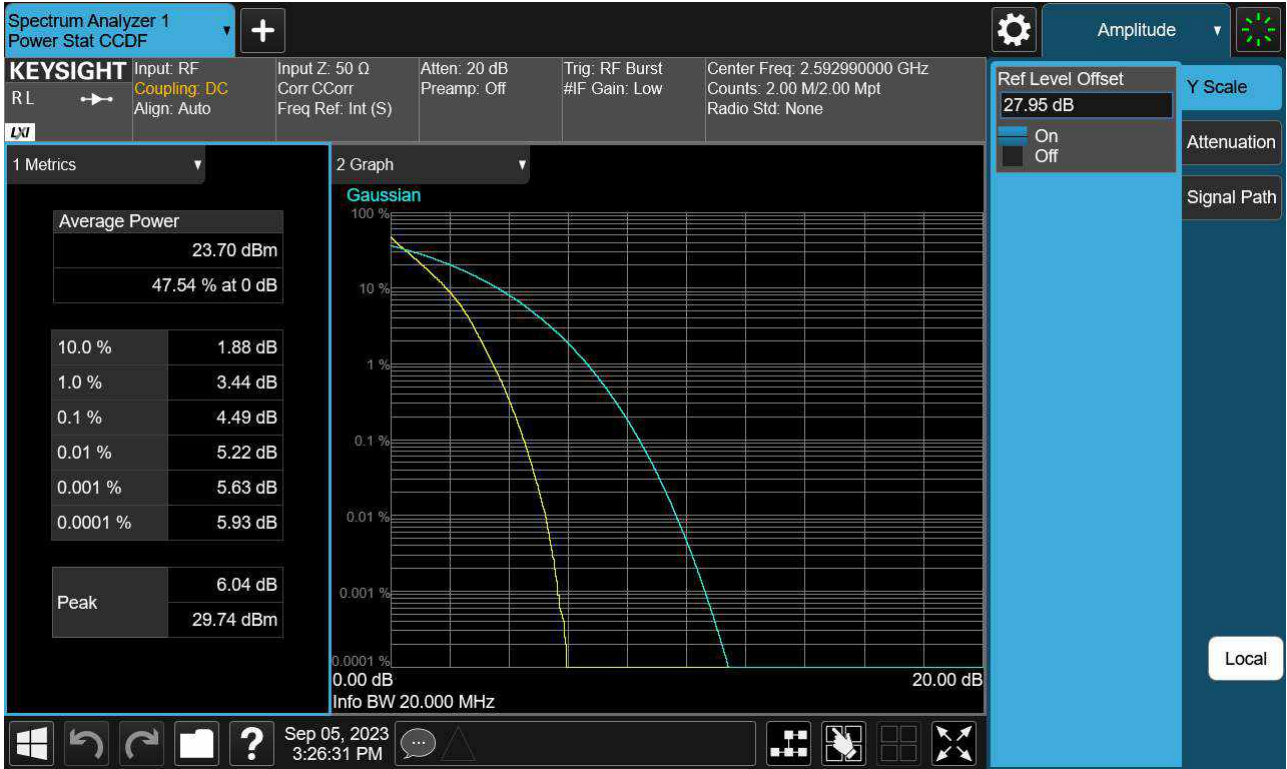 Spectrum Analyzer 1
Power Stat CCDF
Amplitude
KEYSIGHT
RL
LXI
Input: RF
Coupling: DC
Align: Auto
Input Z: 50 Ω
Corr CCorr
Freq Ref: Int (S)
Atten: 20 dB
Preamp: Off
Trig: RF Burst
#IF Gain: Low
Center Freq: 2.592990000 GHz
Counts: 2.00 M/2.00 Mpt
Radio Std: None
Ref Level Offset
27.95 dB
On
Off
Y Scale
Attenuation
Signal Path
Local
1 Metrics
Average Power
23.70 dBm
47.54 % at 0 dB
10.0 % 1.88 dB
1.0 % 3.44 dB
0.1 % 4.49 dB
0.01 % 5.22 dB
0.001 % 5.63 dB
0.0001 % 5.93 dB
Peak
6.04 dB
29.74 dBm
2 Graph
Gaussian
100 %
10 %
1 %
0.1 %
0.01 %
0.001 %
0.0001 %
0.00 dB 20.00 dB
Info BW 20.000 MHz
?
Sep 05, 2023
3:26:31 PM